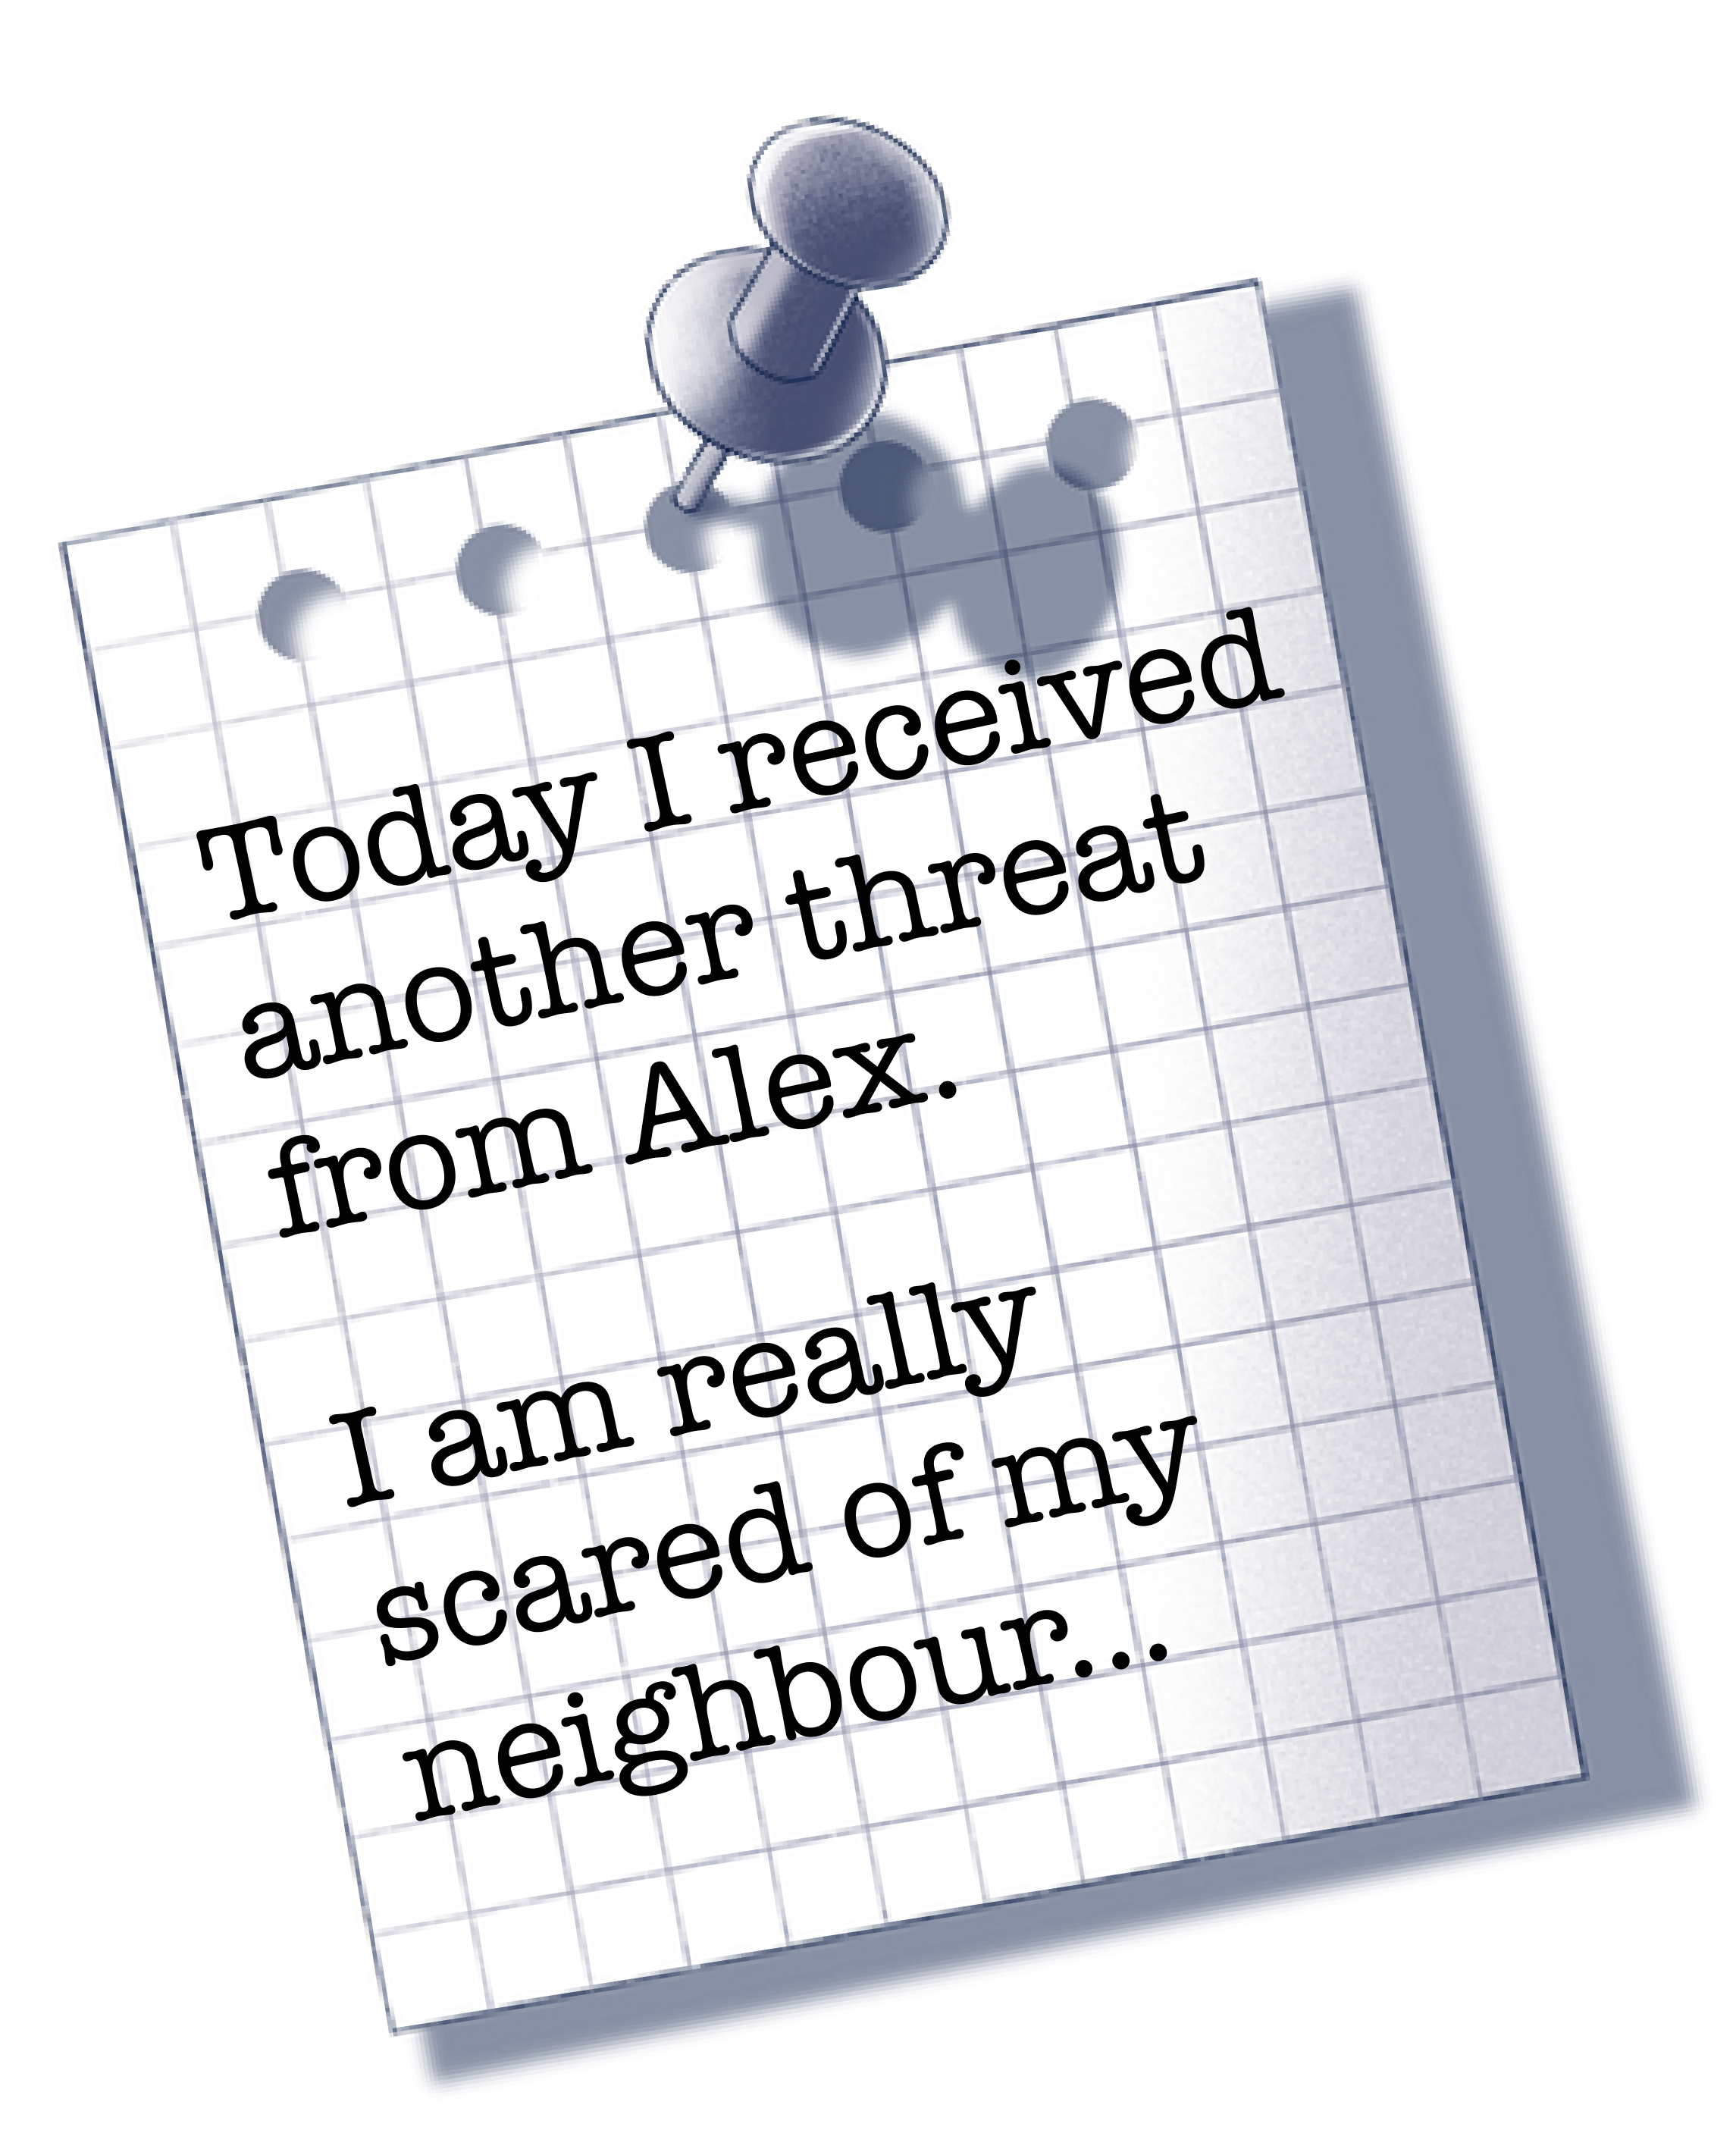 Today I received
another threat
from Alex.
I am really
scared of my
neighbour...